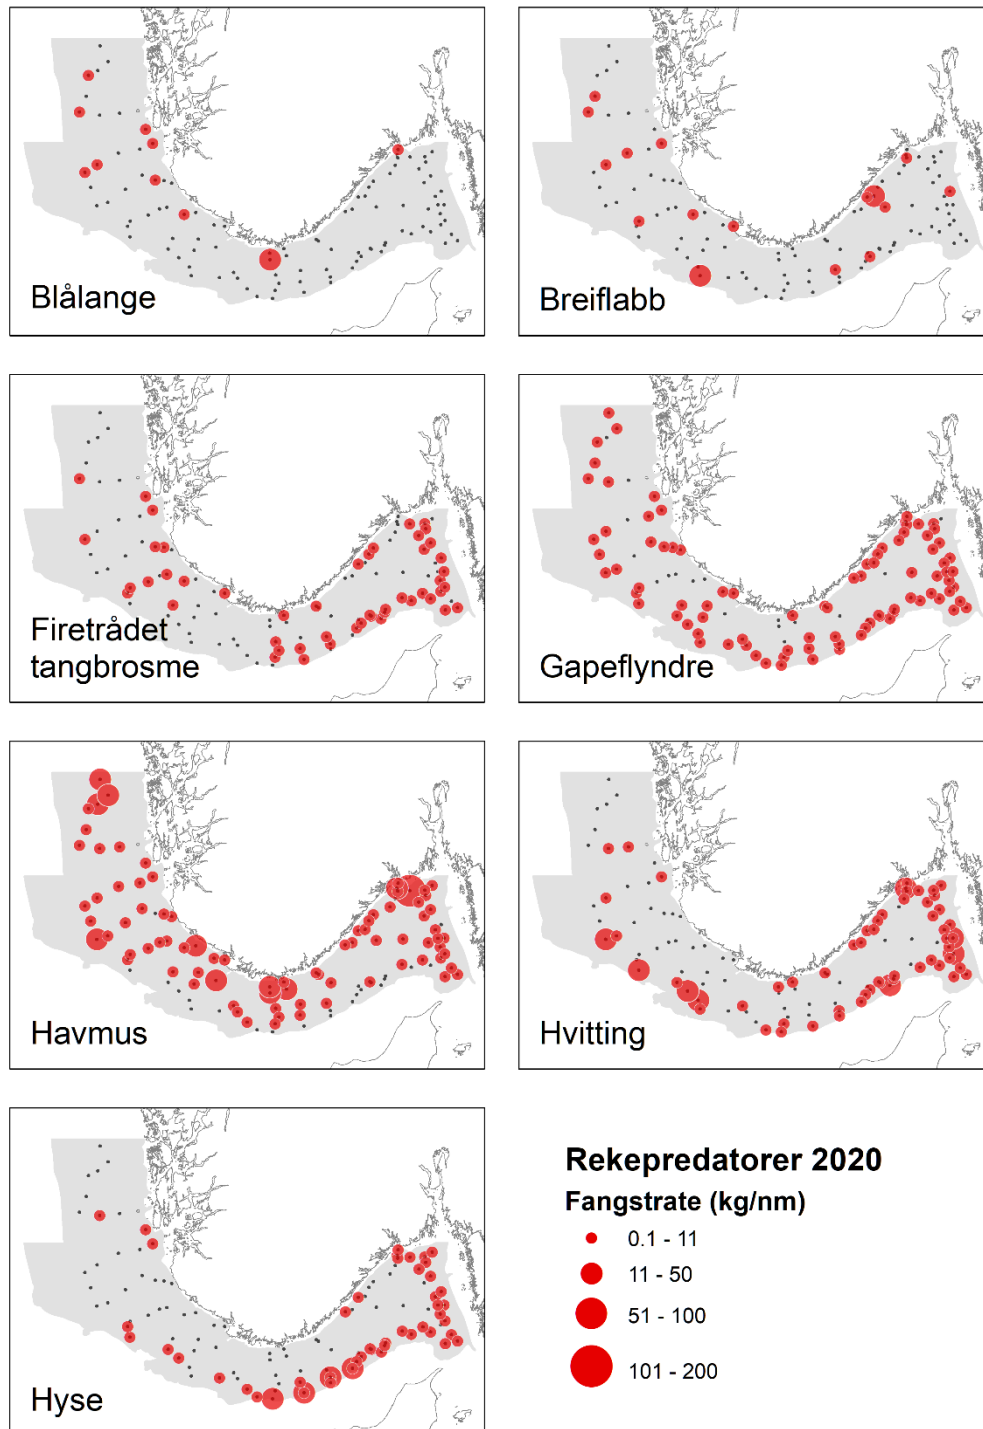 Blålange
Breiflabb
Firetrådet
tangbrosme
Gapeflyndre
Havmus
Hvitting
Hyse
Rekepredatorer 2020
Fangstrate (kg/nm)
0.1 - 11
11 - 50
51 - 100
101 - 200